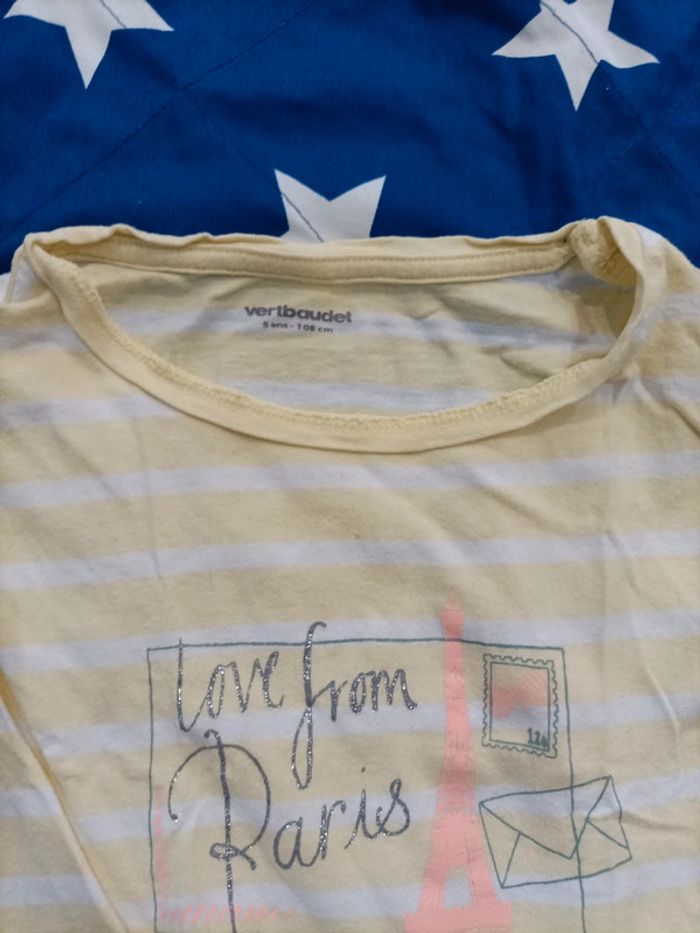 vertbaudet
5 ans - 108 cm
Love from
Paris